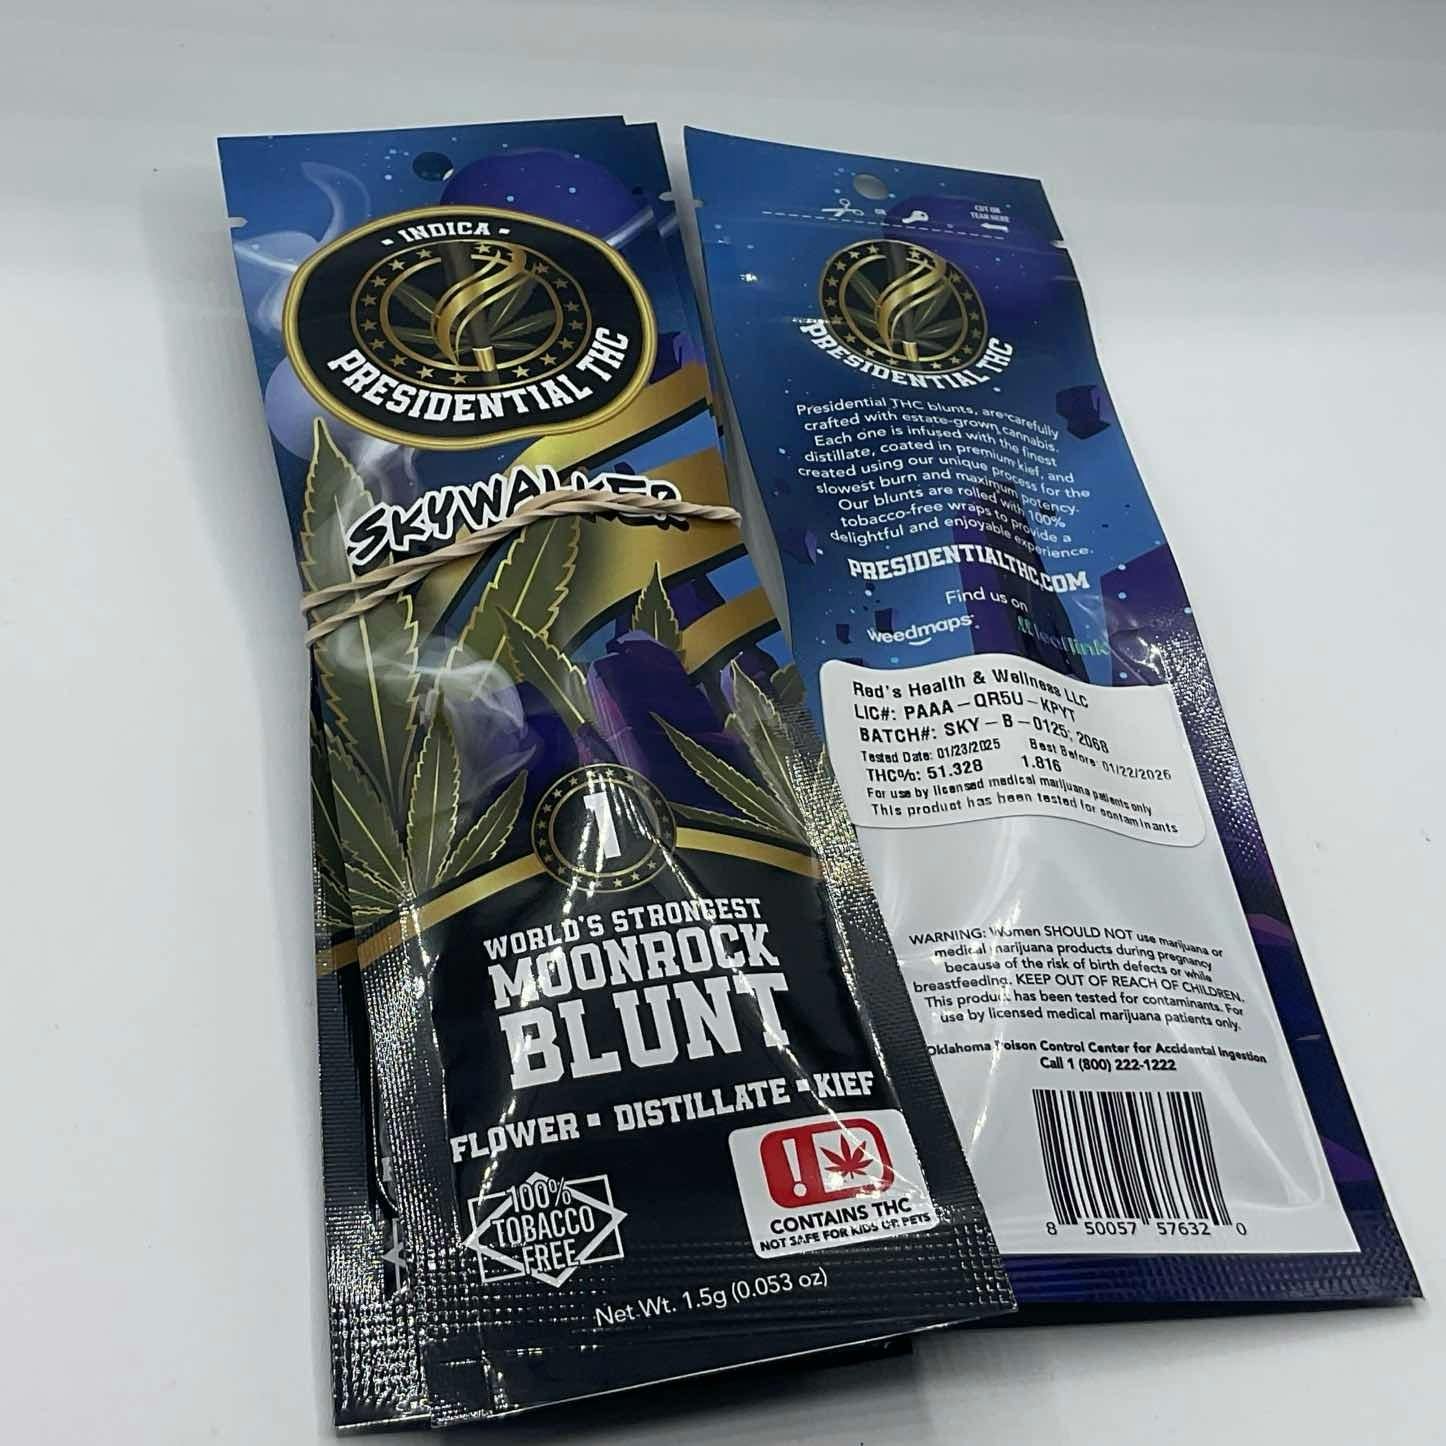 ▪ INDICA ▪
PRESIDENTIAL THC
SKYWALKER
1
WORLD'S STRONGEST
MOONROCK
BLUNT
FLOWER ▪ DISTILLATE ▪ KIEF
100%
TOBACCO
FREE
!
CONTAINS THC
NOT SAFE FOR KIDS OR PETS
Net Wt. 1.5g (0.053 oz)
OR
CUT OR
TEAR HERE
PRESIDENTIAL THC
Presidential THC blunts, are carefully
crafted with estate-grown cannabis.
Each one is infused with the finest
distillate, coated in premium kief, and
created using our unique process for the
slowest burn and maximum potency.
Our blunts are rolled with 100%
tobacco-free wraps to provide a
delightful and enjoyable experience.
PRESIDENTIALTHC.COM
Find us on
weedmaps
leaflink
Red's Health & Wellness LLC
LIC#: PAAA-QR5U-KPYT
BATCH#: SKY-B-0125; 2068
Tested Date: 01/23/2025 Best Before 01/22/2026
THC%: 51.328 1.816
For use by licensed medical marijuana patients only
This product has been tested for contaminants
WARNING: Women SHOULD NOT use marijuana or
medical marijuana products during pregnancy
because of the risk of birth defects or while
breastfeeding. KEEP OUT OF REACH OF CHILDREN.
This product has been tested for contaminants. For
use by licensed medical marijuana patients only.
Oklahoma Poison Control Center for Accidental Ingestion
Call 1 (800) 222-1222
8 50057 57632 0